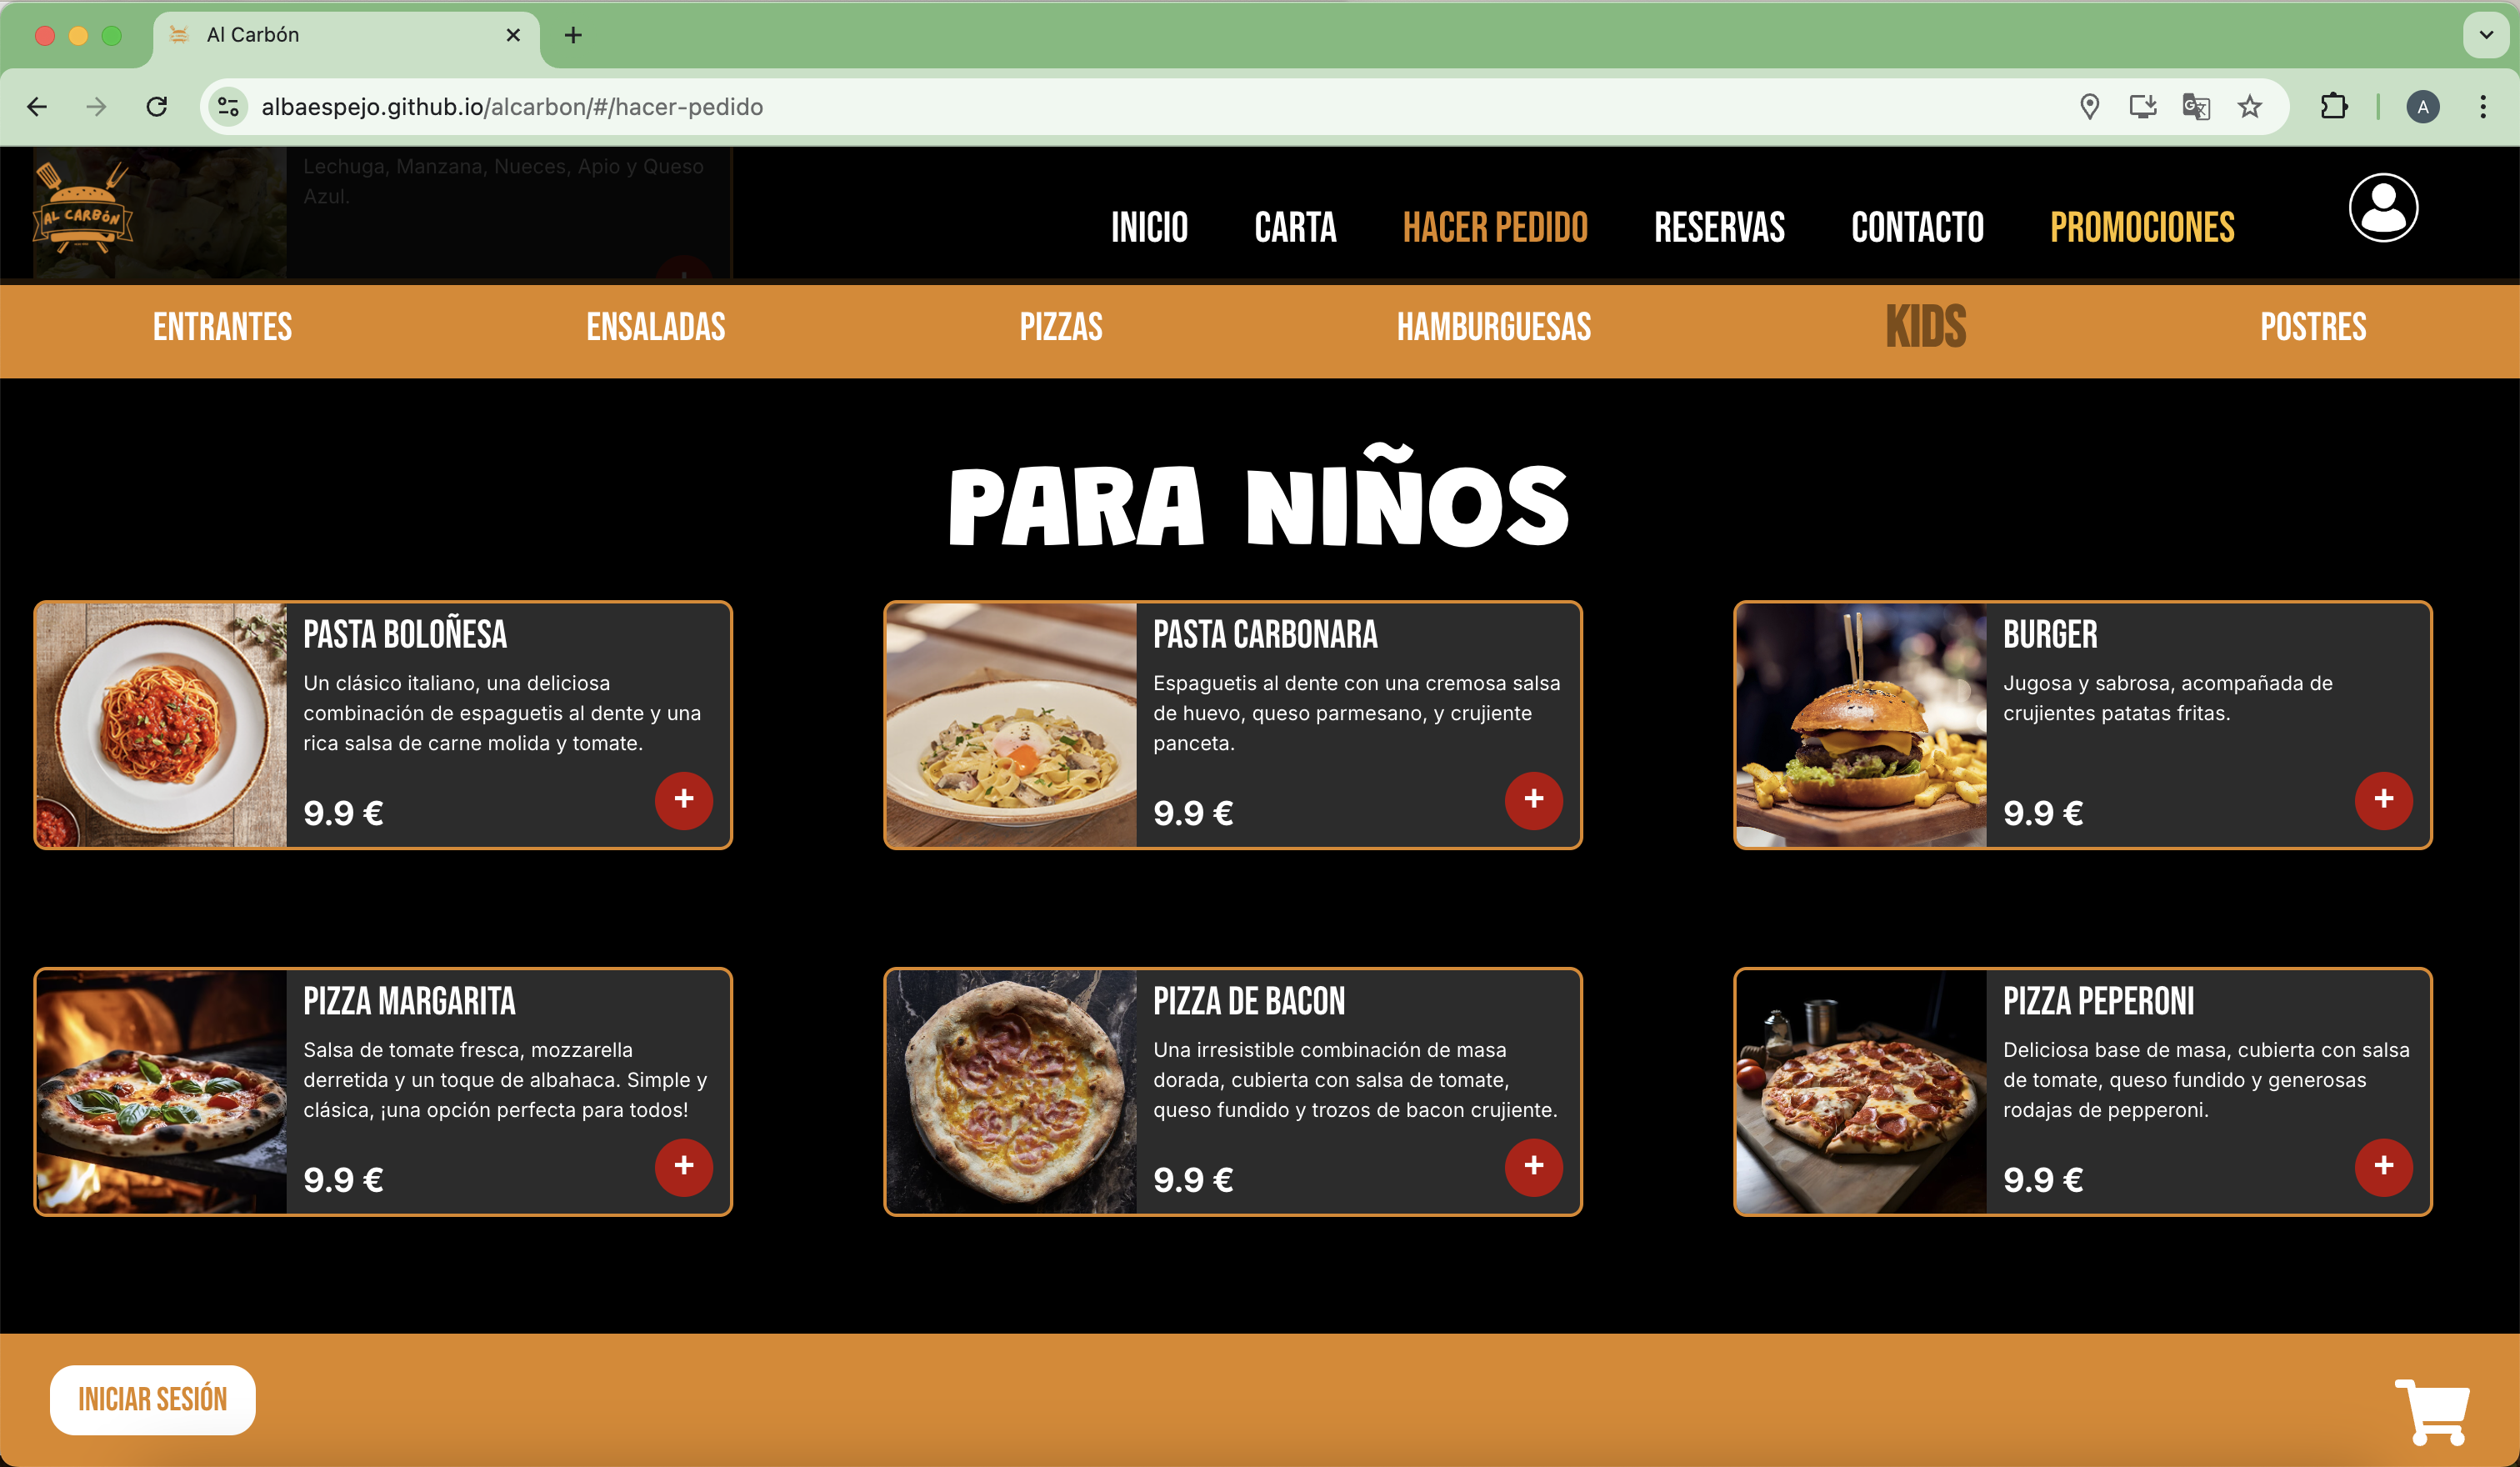 Al Carbón
albaespejo.github.io/alcarbon/#/hacer-pedido
A
Lechuga, Manzana, Nueces, Apio y Queso
Azul.
AL CARBÓN
INICIO CARTA HACER PEDIDO RESERVAS CONTACTO PROMOCIONES
ENTRANTES ENSALADAS PIZZAS HAMBURGUESAS KIDS POSTRES
PARA NIÑOS
PASTA BOLOÑESA
Un clásico italiano, una deliciosa
combinación de espaguetis al dente y una
rica salsa de carne molida y tomate.
9.9 €
+
PASTA CARBONARA
Espaguetis al dente con una cremosa salsa
de huevo, queso parmesano, y crujiente
panceta.
9.9 €
+
BURGER
Jugosa y sabrosa, acompañada de
crujientes patatas fritas.
9.9 €
+
PIZZA MARGARITA
Salsa de tomate fresca, mozzarella
derretida y un toque de albahaca. Simple y
clásica, ¡una opción perfecta para todos!
9.9 €
+
PIZZA DE BACON
Una irresistible combinación de masa
dorada, cubierta con salsa de tomate,
queso fundido y trozos de bacon crujiente.
9.9 €
+
PIZZA PEPERONI
Deliciosa base de masa, cubierta con salsa
de tomate, queso fundido y generosas
rodajas de pepperoni.
9.9 €
+
INICIAR SESIÓN